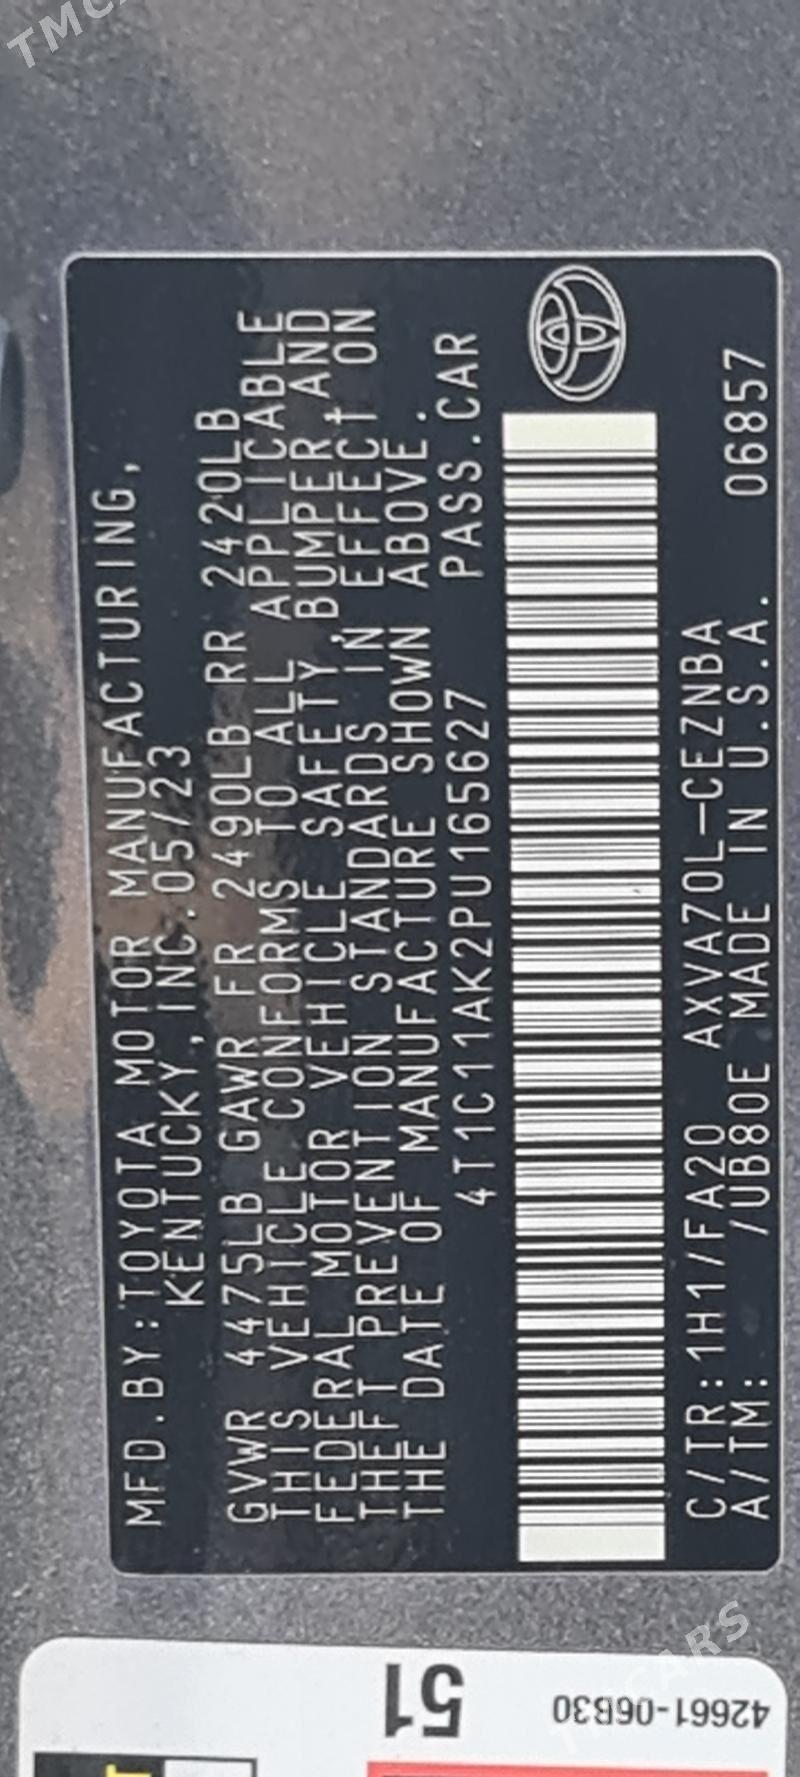 MFD.BY:TOYOTA MOTOR MANUFACTURING,
KENTUCKY,INC.05/23
GVWR 4475LB GAWR FR 2490LB RR 2420LB
THIS VEHICLE CONFORMS TO ALL APPLICABLE
FEDERAL MOTOR VEHICLE SAFETY,BUMPER,AND
THEFT PREVENTION STANDARDS IN EFFECT ON
THE DATE OF MANUFACTURE SHOWN ABOVE.
4T1C11AK2PU165627 PASS.CAR
C/TR:1H1/FA20 AXVA70L-CEZNBA 06857
A/TM: /UB80E MADE IN U.S.A.
51
42661-06B30
TMCARS